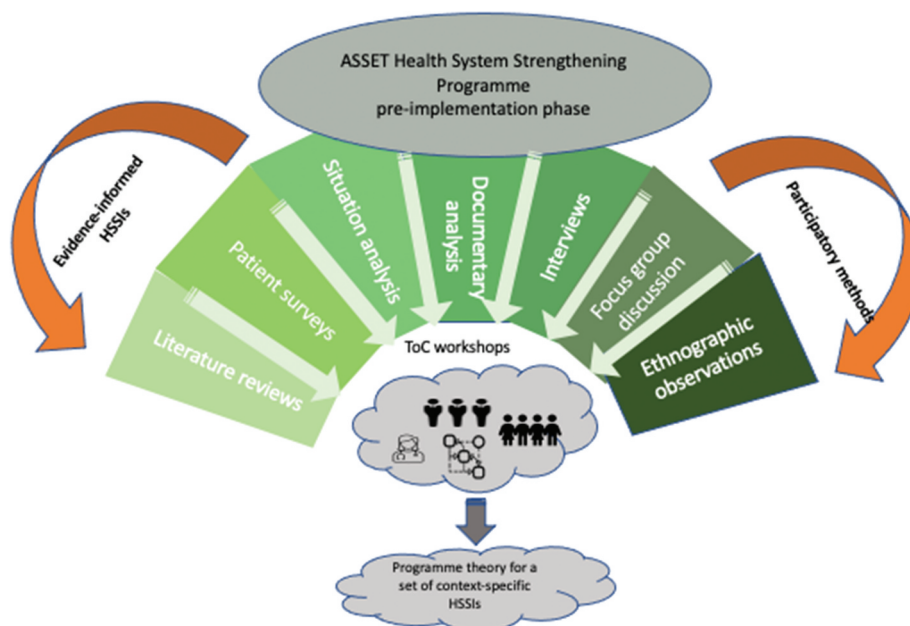 ASSET Health System Strengthening
Programme
pre-implementation phase
Evidence-informed
HSSIs
Participatory methods
Literature reviews
Patient surveys
Situation analysis
Documentary
analysis
Interviews
Focus group
discussion
Ethnographic
observations
ToC workshops
Programme theory for a
set of context-specific
HSSIs